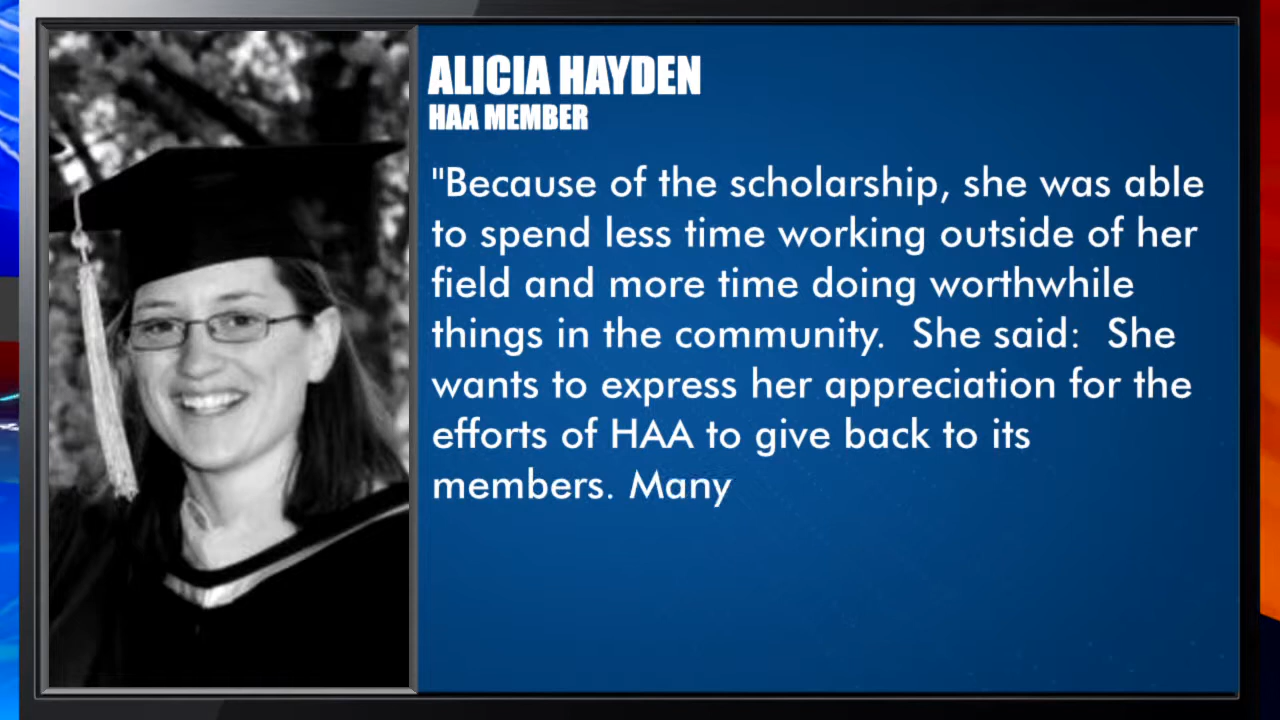 ALICIA HAYDEN
HAA MEMBER
"Because of the scholarship, she was able
to spend less time working outside of her
field and more time doing worthwhile
things in the community.  She said:  She
wants to express her appreciation for the
efforts of HAA to give back to its
members. Many